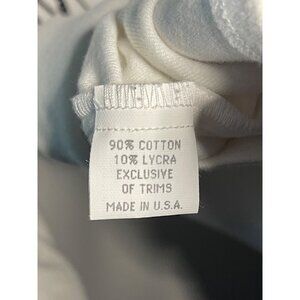 90% COTTON
10% LYCRA
EXCLUSIVE
OF TRIMS
MADE IN U.S.A.